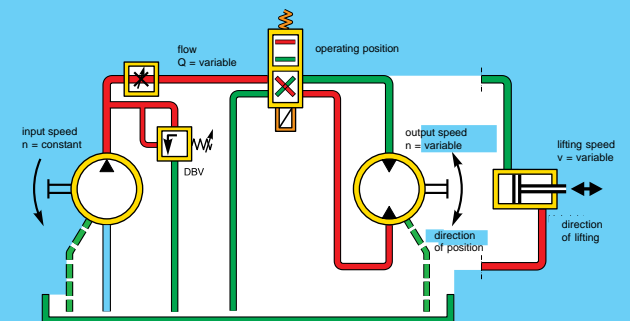 flow
Q = variable
operating position
input speed
n = constant
DBV
output speed
n = variable
lifting speed
v = variable
direction
of lifting
direction
of position